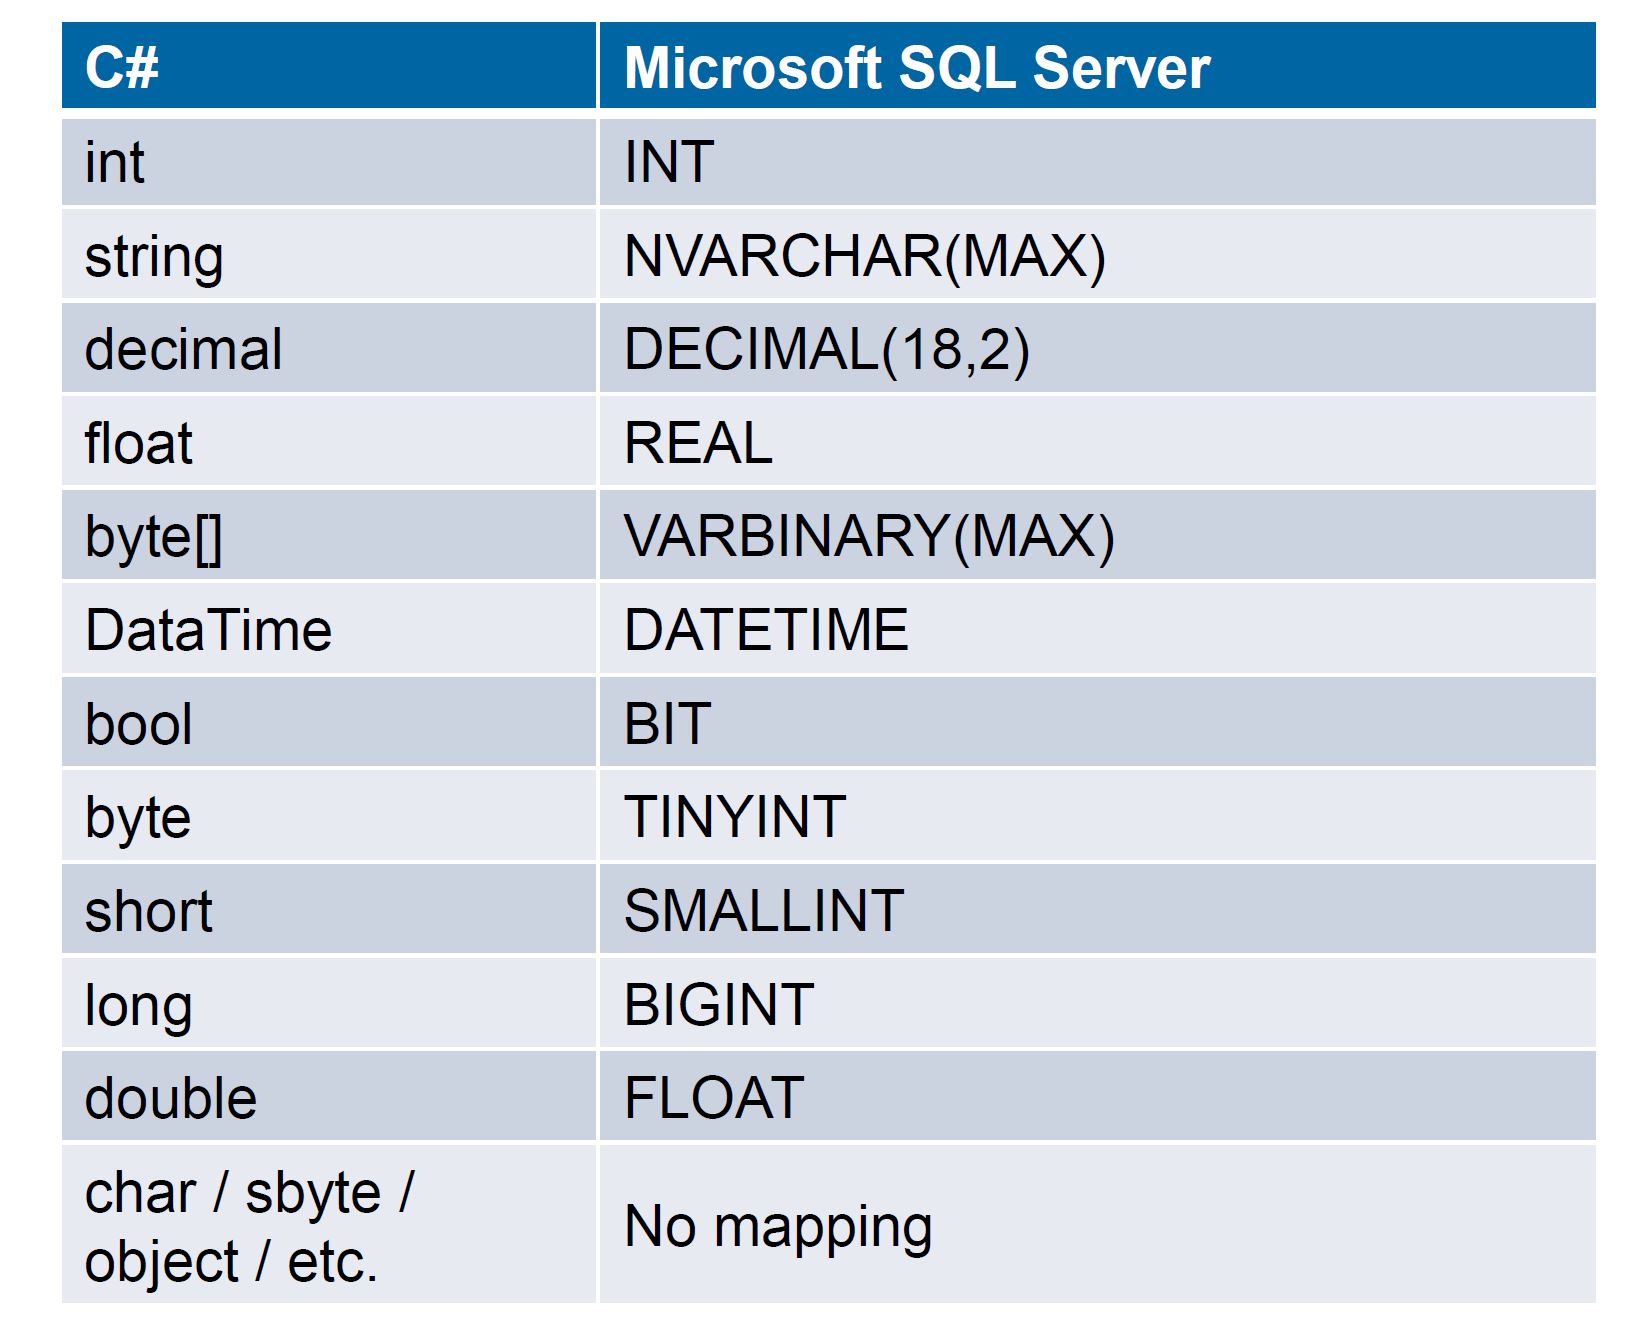 C# Microsoft SQL Server
int INT
string NVARCHAR(MAX)
decimal DECIMAL(18,2)
float REAL
byte[] VARBINARY(MAX)
DataTime DATETIME
bool BIT
byte TINYINT
short SMALLINT
long BIGINT
double FLOAT
char / sbyte /
object / etc.
No mapping